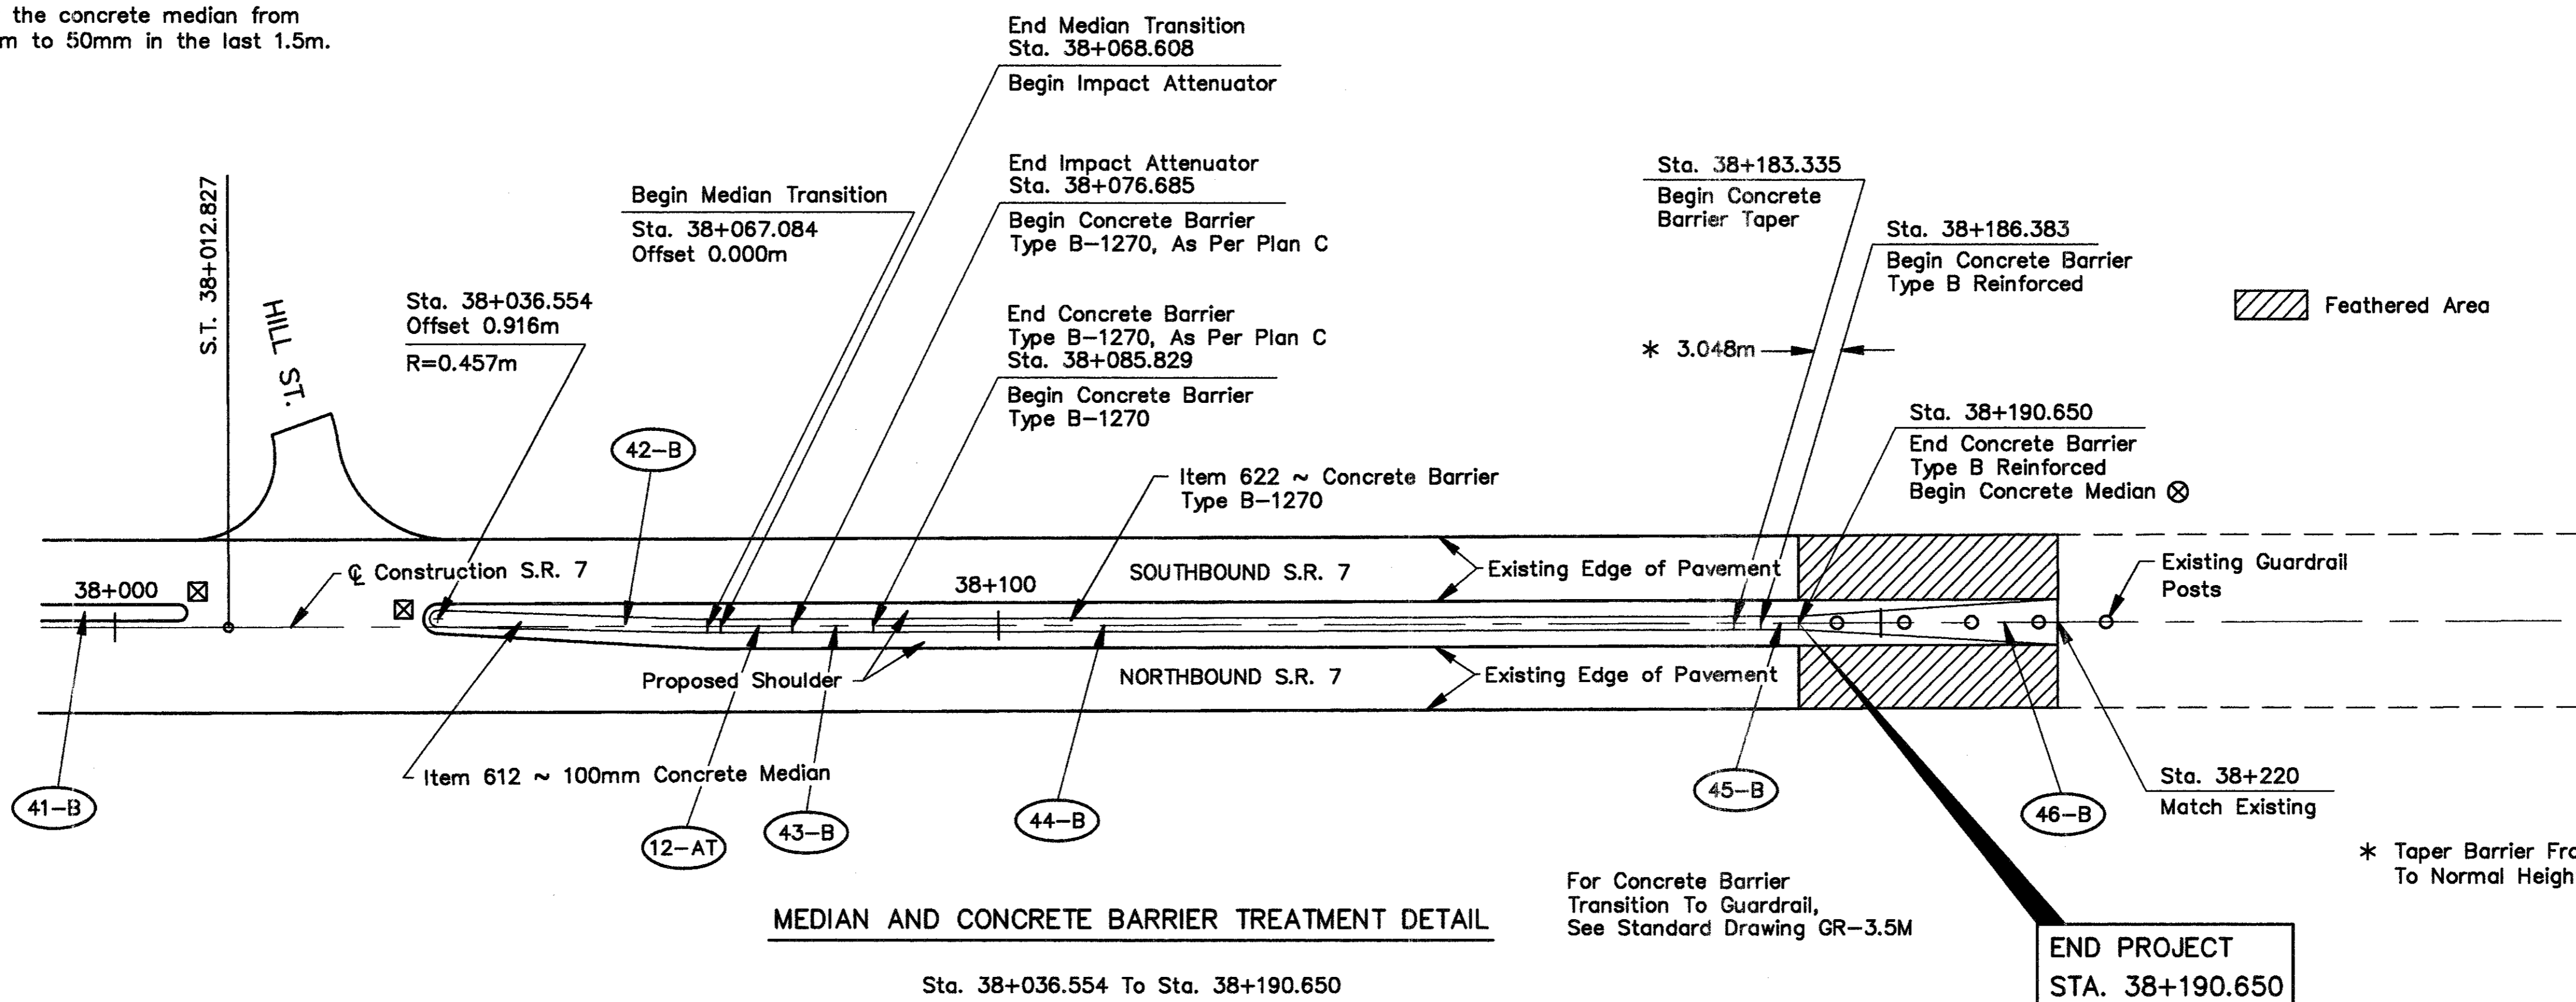 the concrete median from
m to 50mm in the last 1.5m.
End Median Transition
Sta. 38+068.608
Begin Impact Attenuator
S.T. 38+012.827
HILL ST.
Sta. 38+036.554
Offset 0.916m
R=0.457m
Begin Median Transition
Sta. 38+067.084
Offset 0.000m
End Impact Attenuator
Sta. 38+076.685
Begin Concrete Barrier
Type B-1270, As Per Plan C
End Concrete Barrier
Type B-1270, As Per Plan C
Sta. 38+085.829
Begin Concrete Barrier
Type B-1270
Sta. 38+183.335
Begin Concrete
Barrier Taper
Sta. 38+186.383
Begin Concrete Barrier
Type B Reinforced
* 3.048m
Feathered Area
Sta. 38+190.650
End Concrete Barrier
Type B Reinforced
Begin Concrete Median ⊗
42-B
Item 622 ~ Concrete Barrier
Type B-1270
38+000
℄ Construction S.R. 7
38+100
SOUTHBOUND S.R. 7
Existing Edge of Pavement
Existing Guardrail
Posts
Proposed Shoulder
NORTHBOUND S.R. 7
Existing Edge of Pavement
Item 612 ~ 100mm Concrete Median
41-B
12-AT
43-B
44-B
45-B
46-B
Sta. 38+220
Match Existing
* Taper Barrier Fro
To Normal Heigh
For Concrete Barrier
Transition To Guardrail,
See Standard Drawing GR-3.5M
MEDIAN AND CONCRETE BARRIER TREATMENT DETAIL
Sta. 38+036.554 To Sta. 38+190.650
END PROJECT
STA. 38+190.650